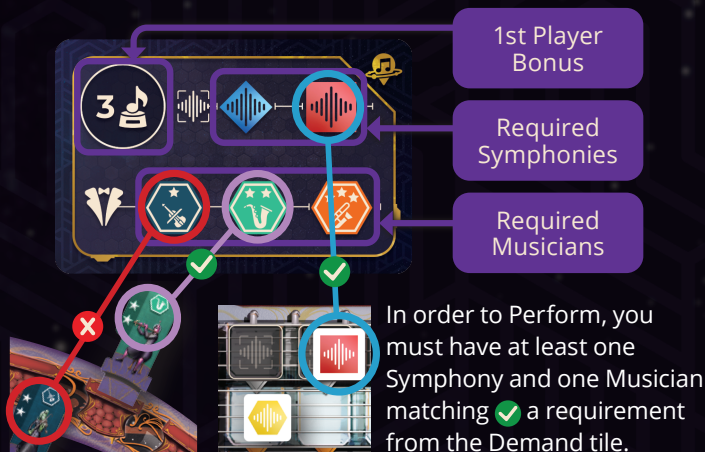 1st Player
Bonus
3
Required
Symphonies
Required
Musicians
In order to Perform, you
must have at least one
Symphony and one Musician
matching a requirement
from the Demand tile.